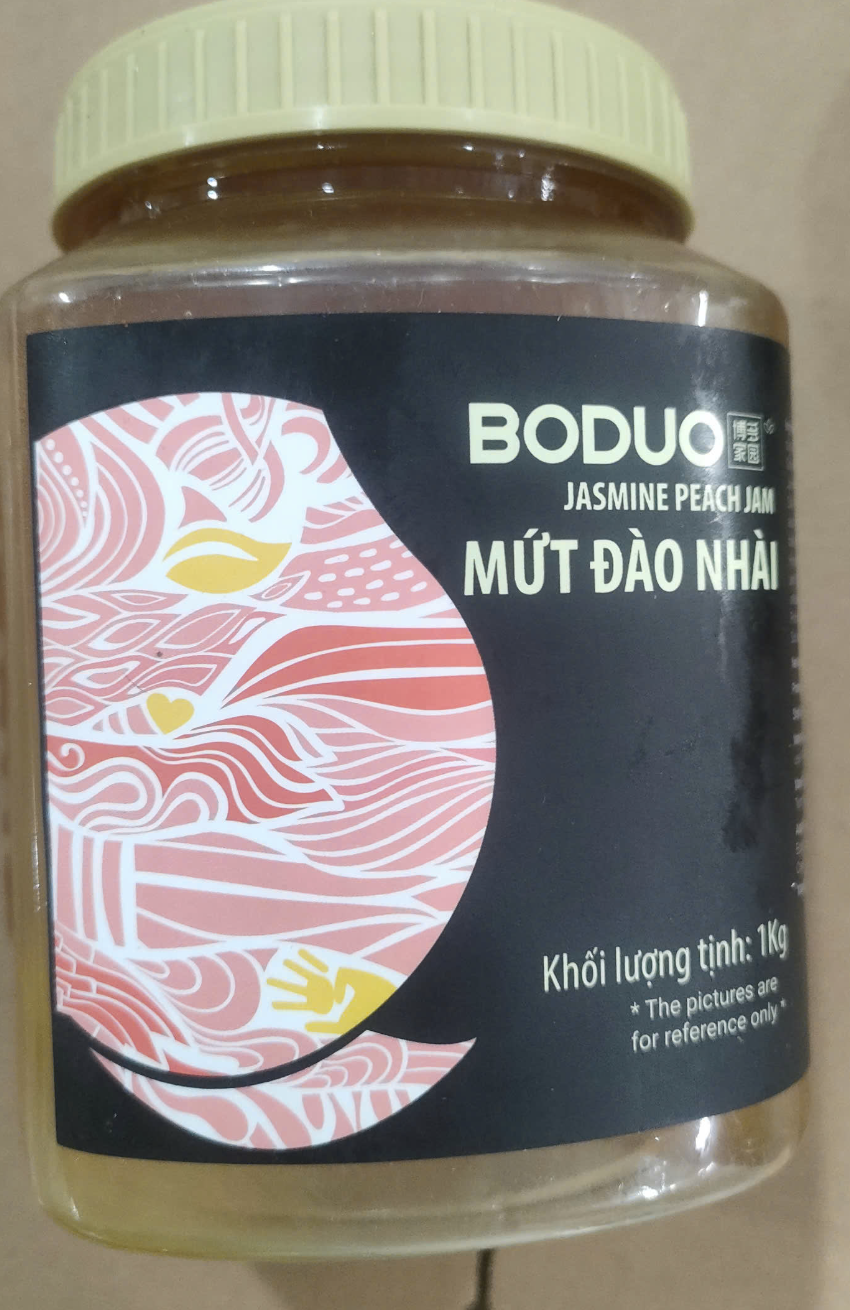 BODUO
JASMINE PEACH JAM
MỨT ĐÀO NHÀI
Khối lượng tịnh: 1Kg
* The pictures are
for reference only *